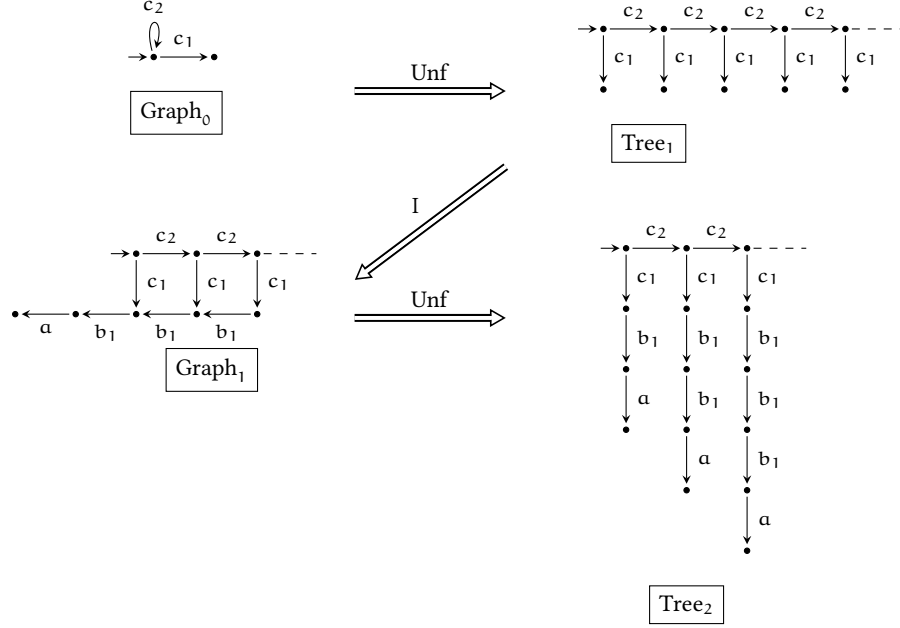 c₂
c₁
Graph₀
Unf
c₂ c₂ c₂ c₂
c₁ c₁ c₁ c₁ c₁
Tree₁
I
c₂ c₂
c₁ c₁ c₁
a b₁ b₁ b₁
Graph₁
Unf
c₂ c₂
c₁ c₁ c₁
b₁ b₁ b₁
a b₁ b₁
a b₁
a
Tree₂